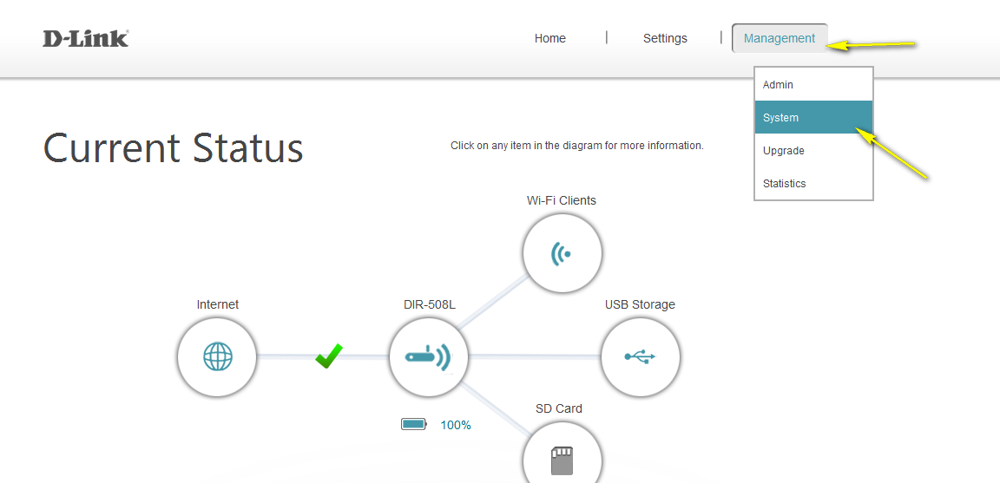 D-Link
Home | Settings | Management
Admin
System
Upgrade
Statistics
Current Status
Click on any item in the diagram for more information.
Wi-Fi Clients
Internet
DIR-508L
USB Storage
100%
SD Card